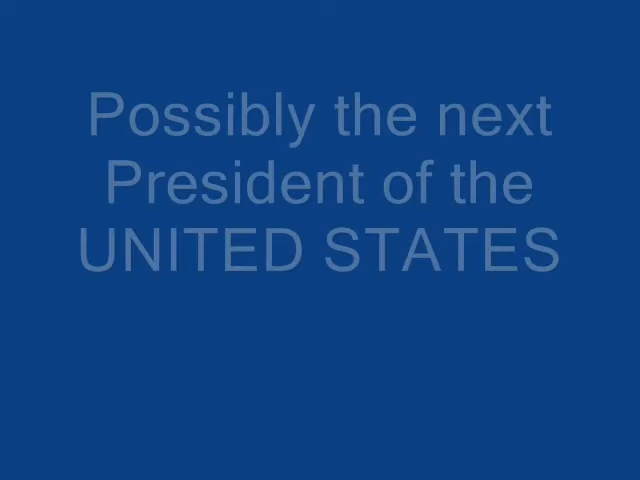 Possibly the next
President of the
UNITED STATES